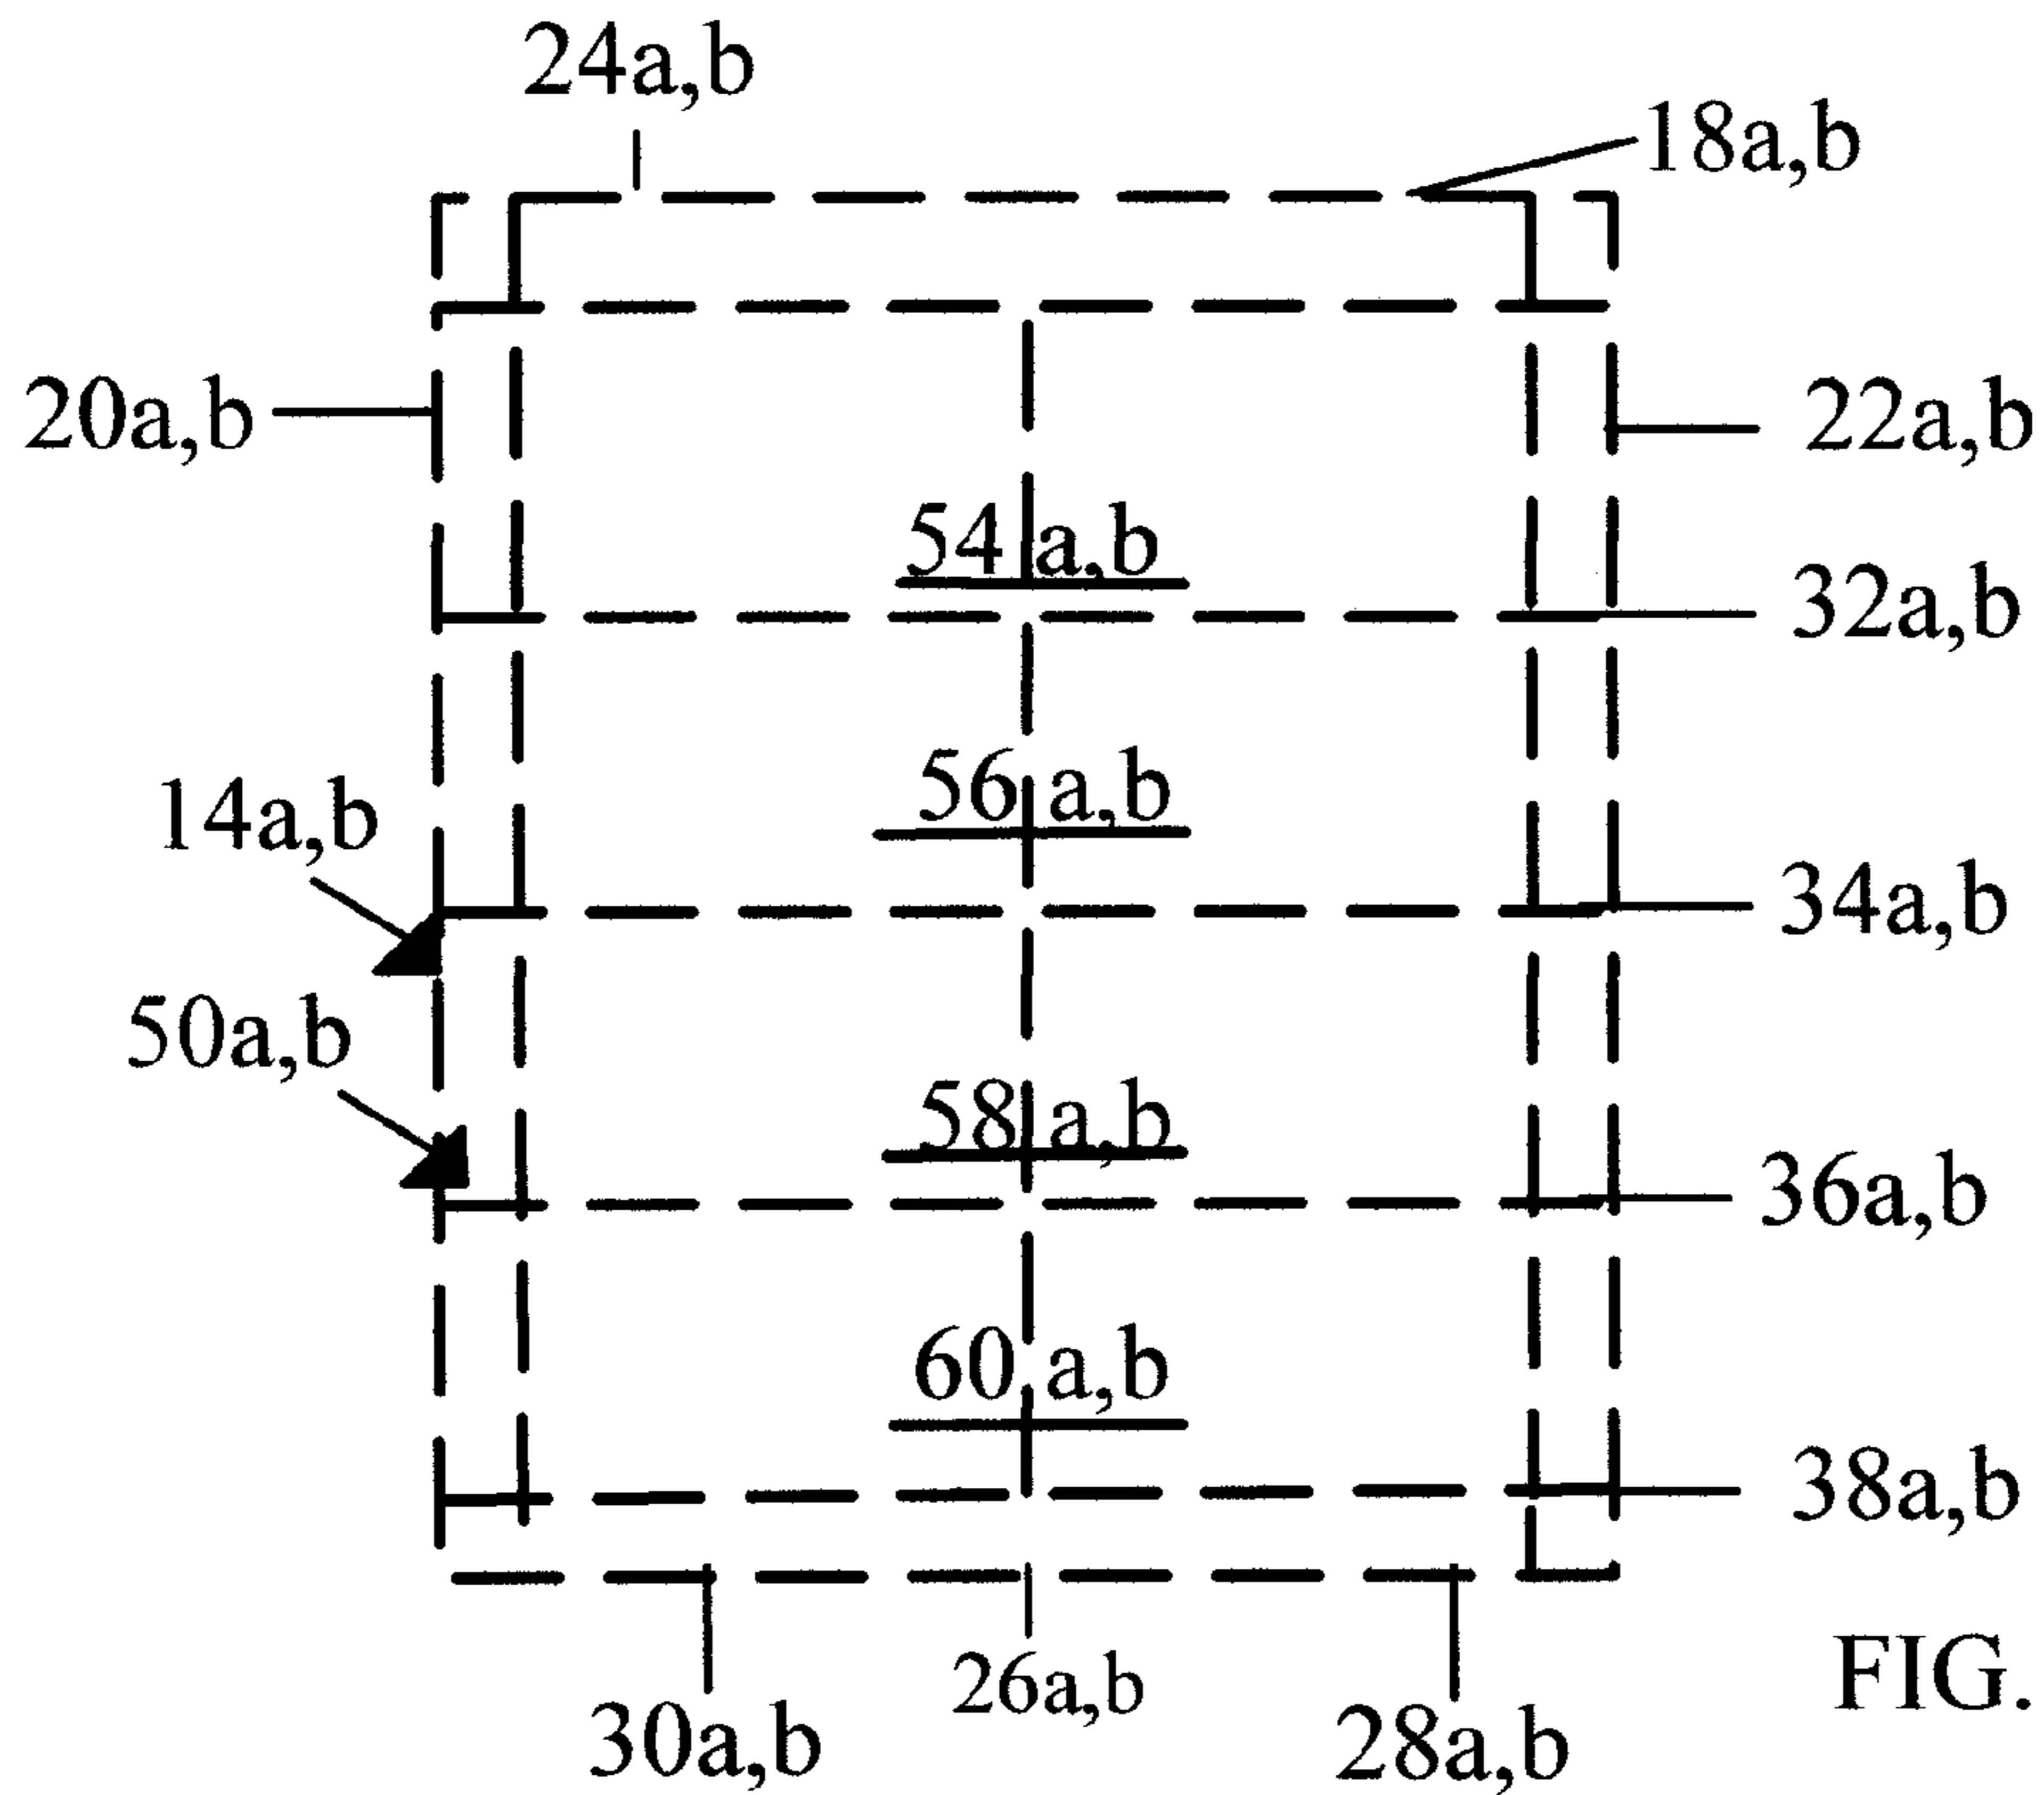 24a,b
18a,b
20a,b
22a,b
54 a,b
32a,b
56 a,b
14a,b
34a,b
50a,b
58 a,b
36a,b
60 a,b
38a,b
26a,b
FIG.
30a,b
28a,b